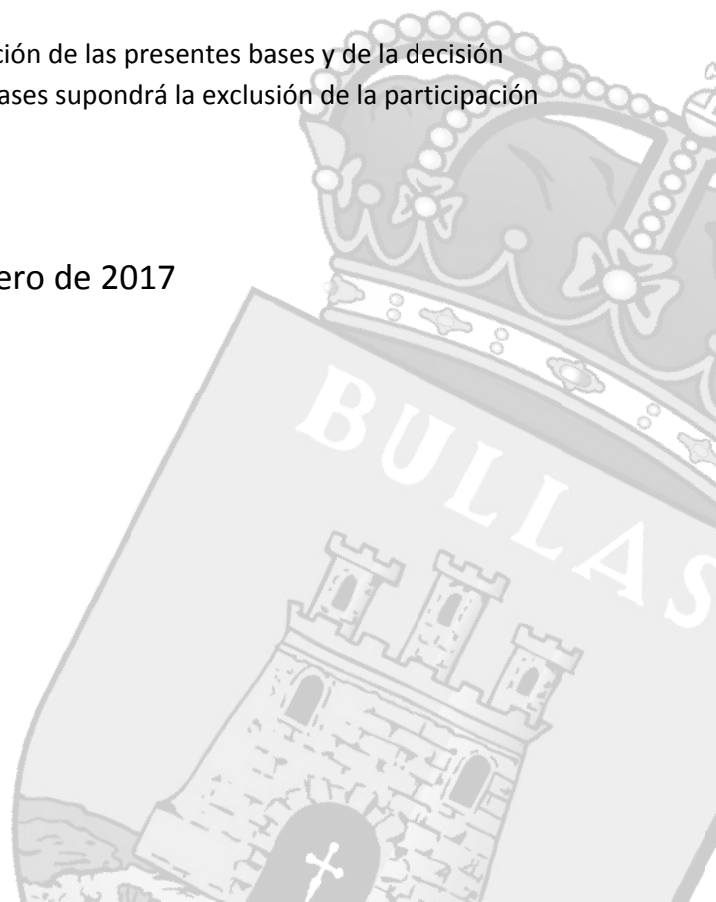 ción de las presentes bases y de la decisión
ases supondrá la exclusión de la participación
ero de 2017
BULLAS